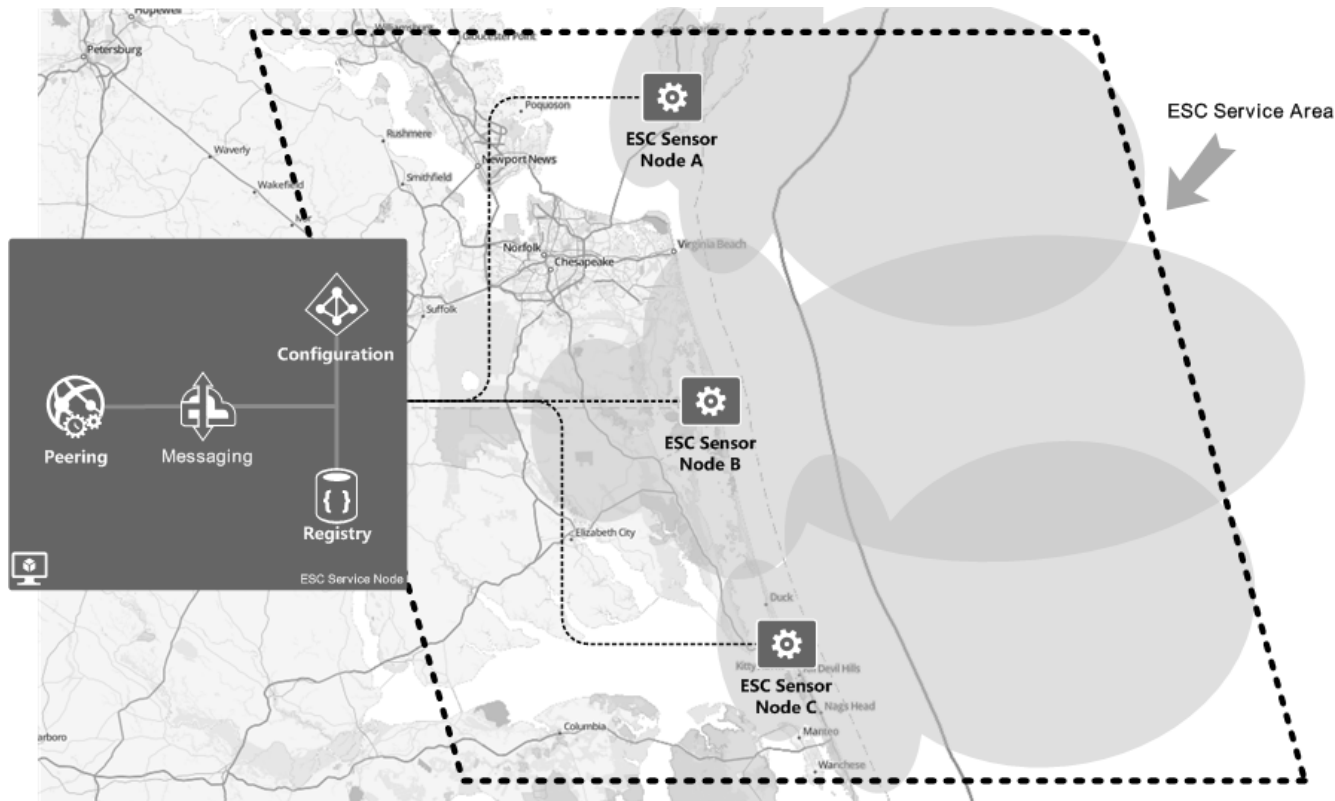 Hopewell
Petersburg
Williamsburg
Gloucester Point
Poquoson
ESC Service Area
ESC Sensor
Node A
Rushmere
Waverly
Newport News
Smithfield
Wakefield
Norfolk
Virginia Beach
Chesapeake
Suffolk
Configuration
Peering
Messaging
ESC Sensor
Node B
Registry
Elizabeth City
ESC Service Node
Duck
Kitty
Devil Hills
ESC Sensor
Node C
Nags Head
Columbia
Manteo
arboro
Wanchese